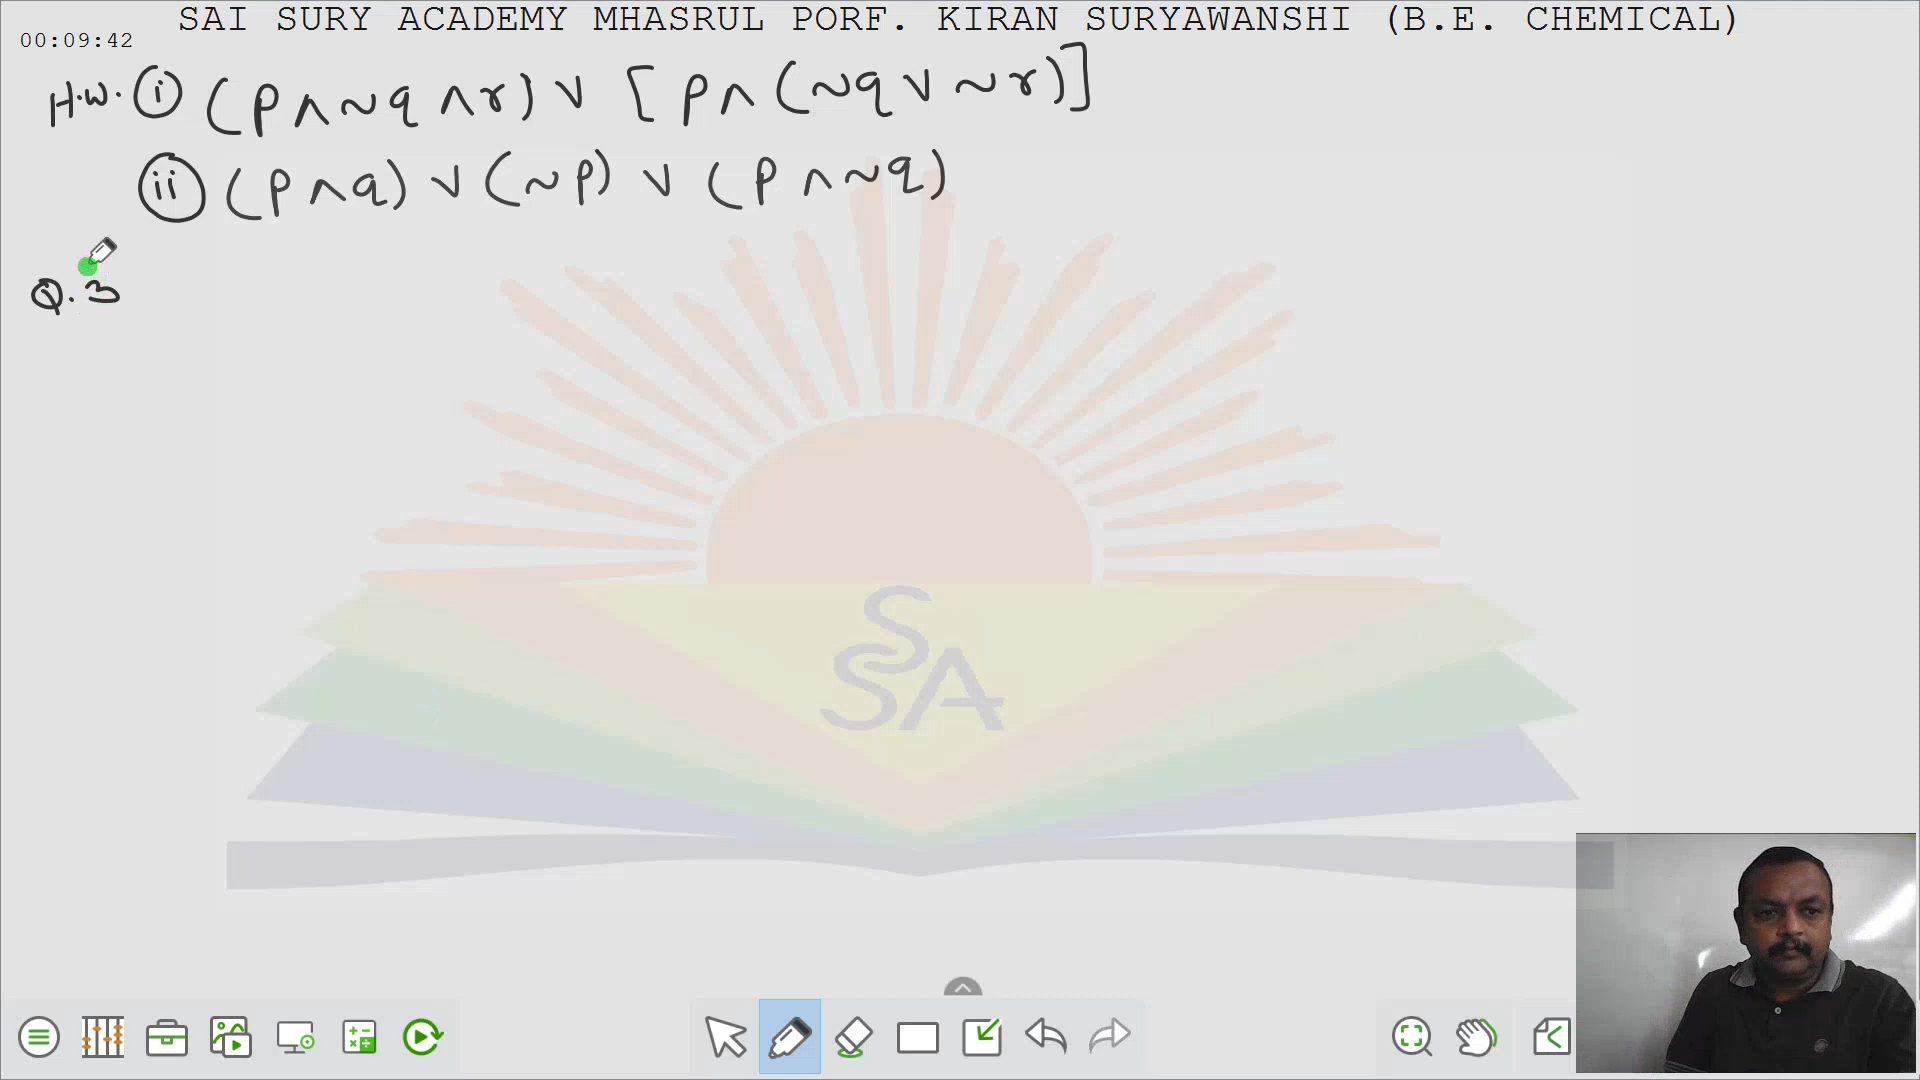 SAI SURY ACADEMY MHASRUL PORF. KIRAN SURYAWANSHI (B.E. CHEMICAL)
00:09:42
H.W. (i) (p ∧ ~q ∧ r) ∨ [p ∧ (~q ∨ ~r)]
(ii) (p ∧ q) ∨ (~p) ∨ (p ∧ ~q)
Q.3
SSA